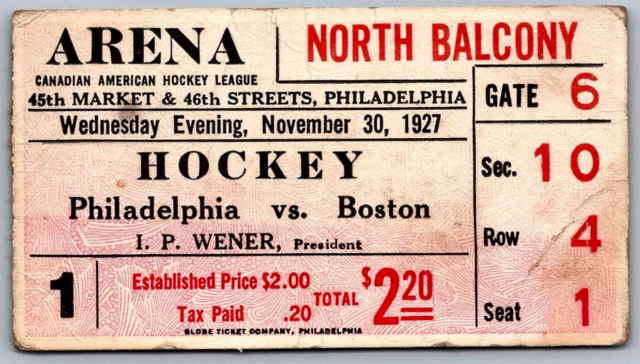 ARENA
NORTH BALCONY
CANADIAN AMERICAN HOCKEY LEAGUE
45th MARKET & 46th STREETS, PHILADELPHIA
GATE 6
Wednesday Evening, November 30, 1927
HOCKEY
Sec. 10
Philadelphia vs. Boston
I. P. WENER, President
Row 4
1
Established Price $2.00
Tax Paid .20
TOTAL $2.20
Seat 1
GLOBE TICKET COMPANY, PHILADELPHIA